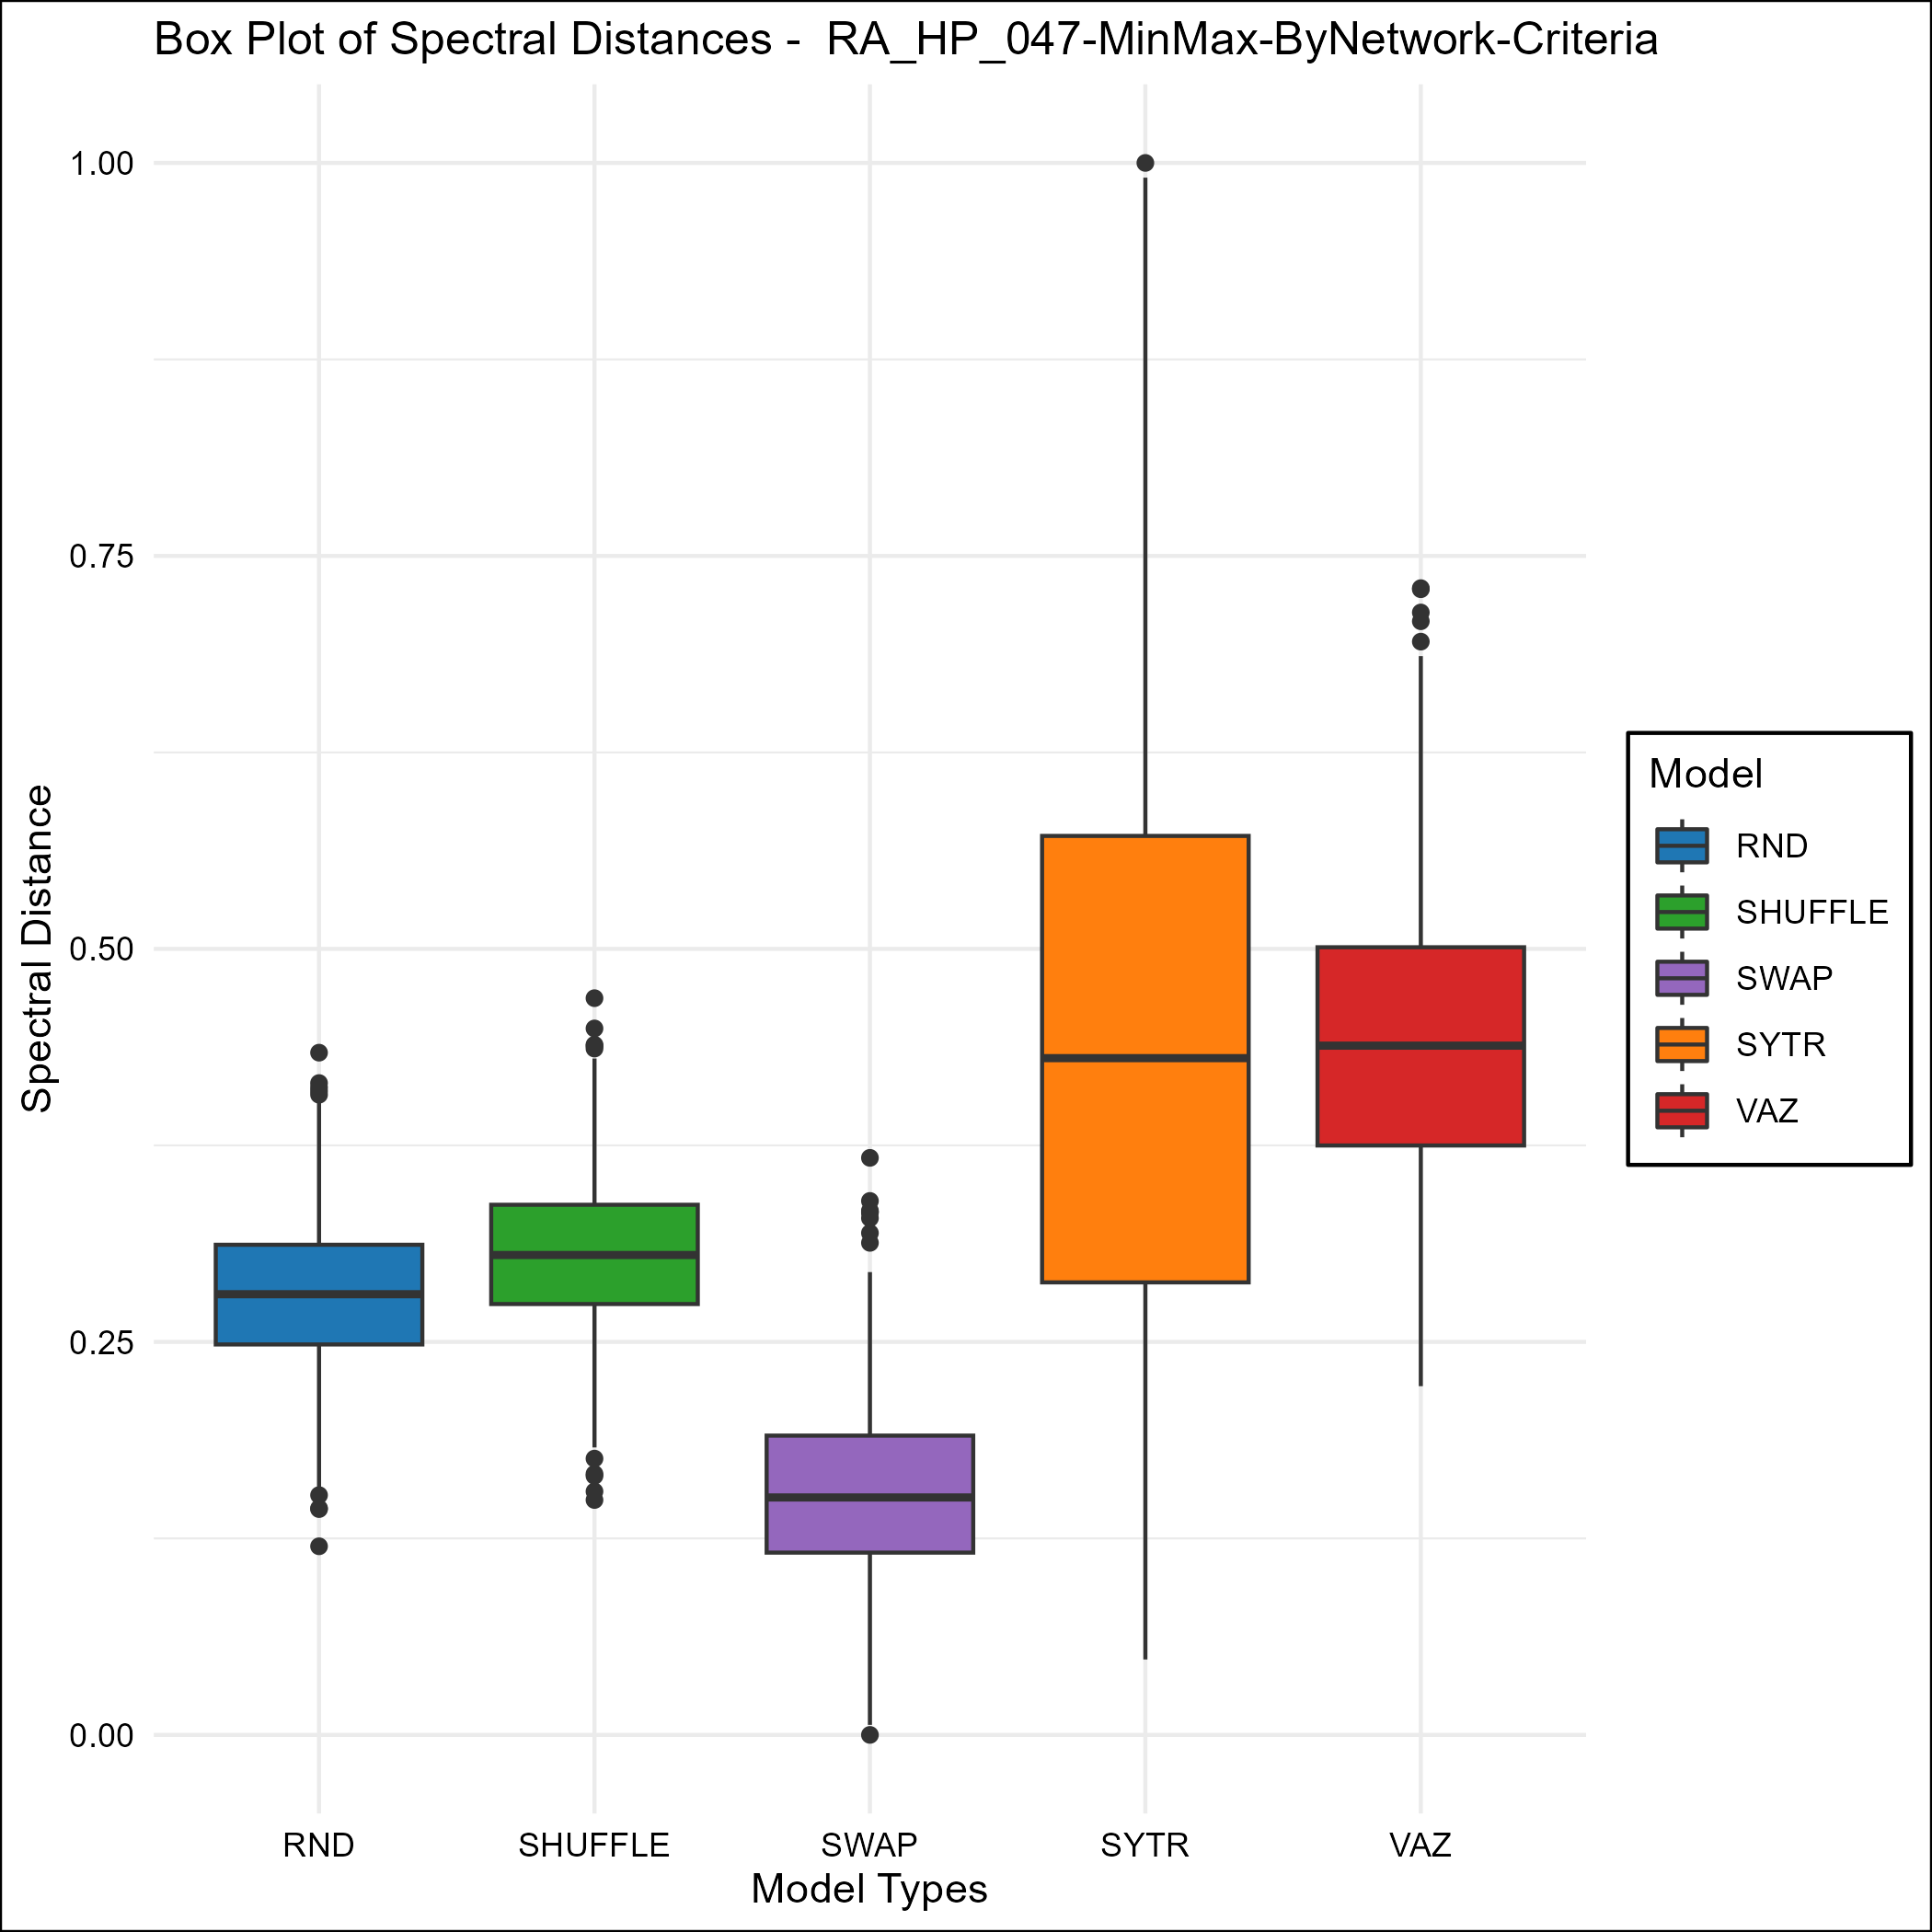 Box Plot of Spectral Distances -  RA_HP_047-MinMax-ByNetwork-Criteria
1.00
0.75
0.50
0.25
0.00
Spectral Distance
RND
SHUFFLE
SWAP
SYTR
VAZ
Model Types
Model
RND
SHUFFLE
SWAP
SYTR
VAZ